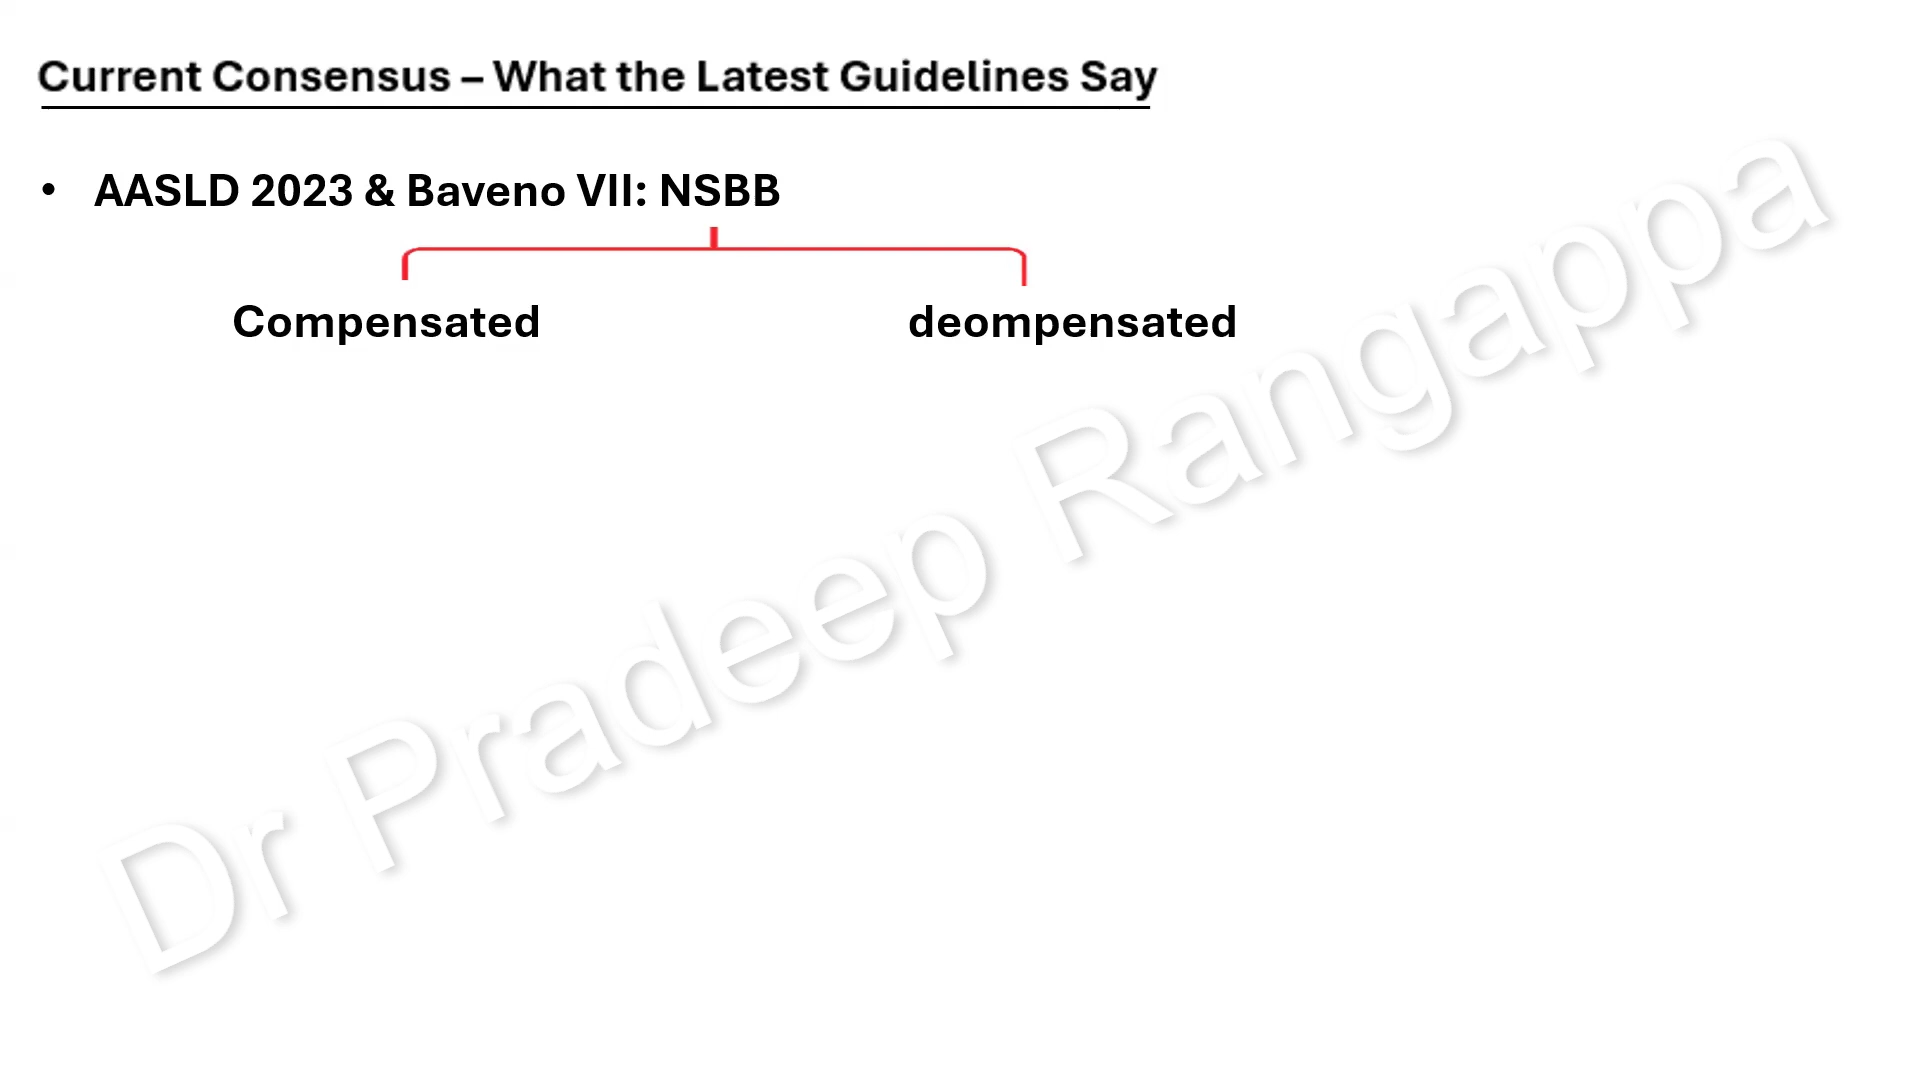 Current Consensus – What the Latest Guidelines Say
• AASLD 2023 & Baveno VII: NSBB
Compensated deompensated
Dr Pradeep Rangappa